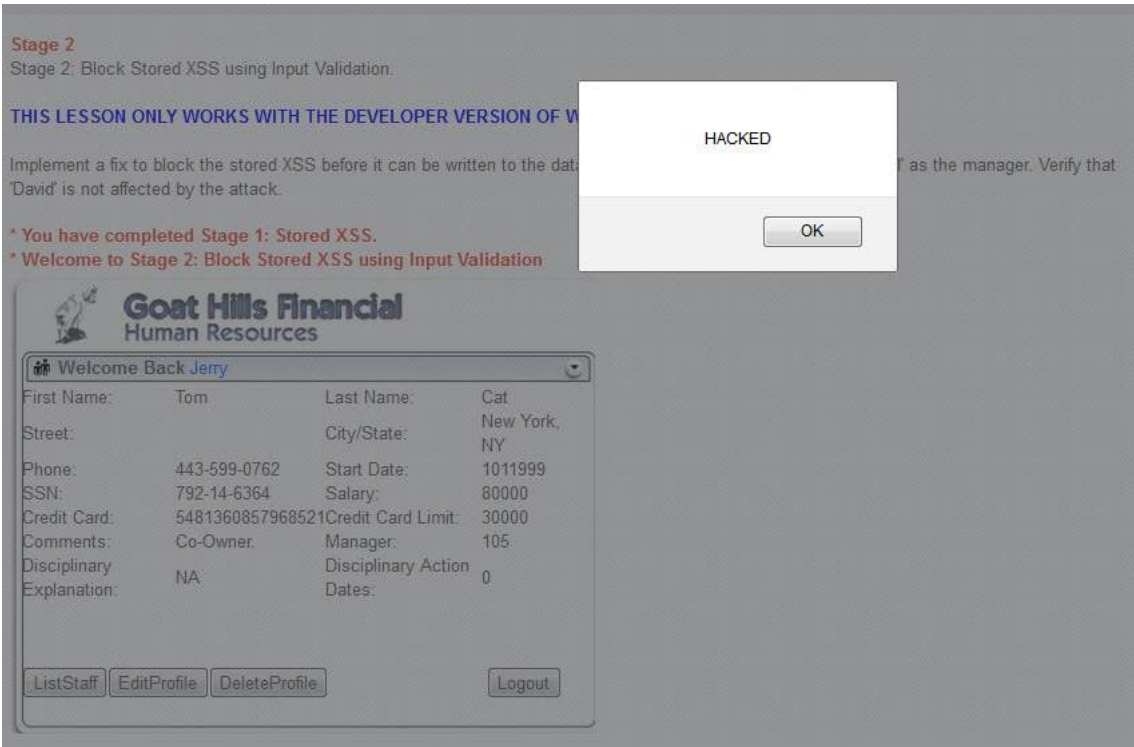 Stage 2
Stage 2: Block Stored XSS using Input Validation.
THIS LESSON ONLY WORKS WITH THE DEVELOPER VERSION OF W
Implement a fix to block the stored XSS before it can be written to the data as the manager. Verify that
'David' is not affected by the attack.
* You have completed Stage 1: Stored XSS.
* Welcome to Stage 2: Block Stored XSS using Input Validation
HACKED
OK
Goat Hills Financial
Human Resources
Welcome Back Jerry
First Name: Tom Last Name: Cat
Street: City/State: New York, NY
Phone: 443-599-0762 Start Date: 1011999
SSN: 792-14-6364 Salary: 80000
Credit Card: 5481360857968521 Credit Card Limit: 30000
Comments: Co-Owner. Manager: 105
Disciplinary Explanation: NA Disciplinary Action Dates: 0
ListStaff EditProfile DeleteProfile Logout